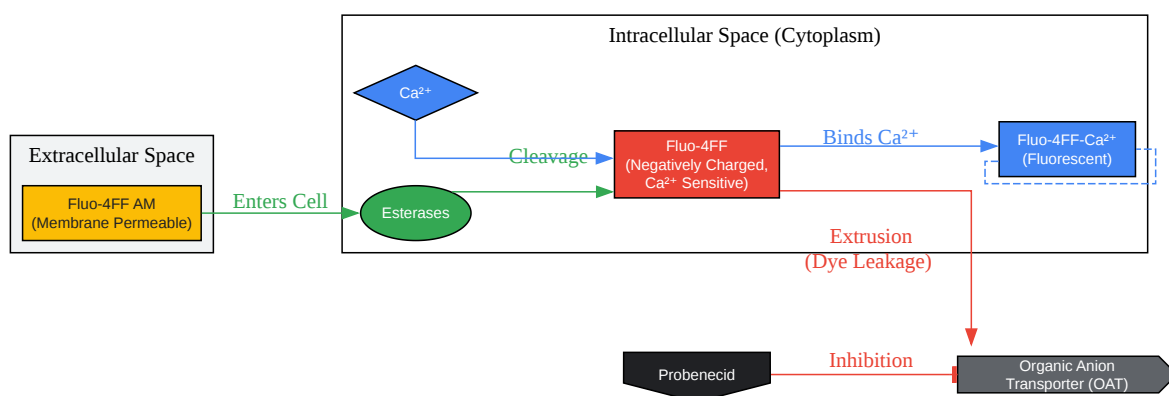 Intracellular Space (Cytoplasm)
Ca²⁺
Extracellular Space
Fluo-4FF AM
(Membrane Permeable)
Enters Cell
Esterases
Cleavage
Fluo-4FF
(Negatively Charged,
Ca²⁺ Sensitive)
Binds Ca²⁺
Fluo-4FF-Ca²⁺
(Fluorescent)
Extrusion
(Dye Leakage)
Probenecid
Inhibition
Organic Anion
Transporter (OAT)